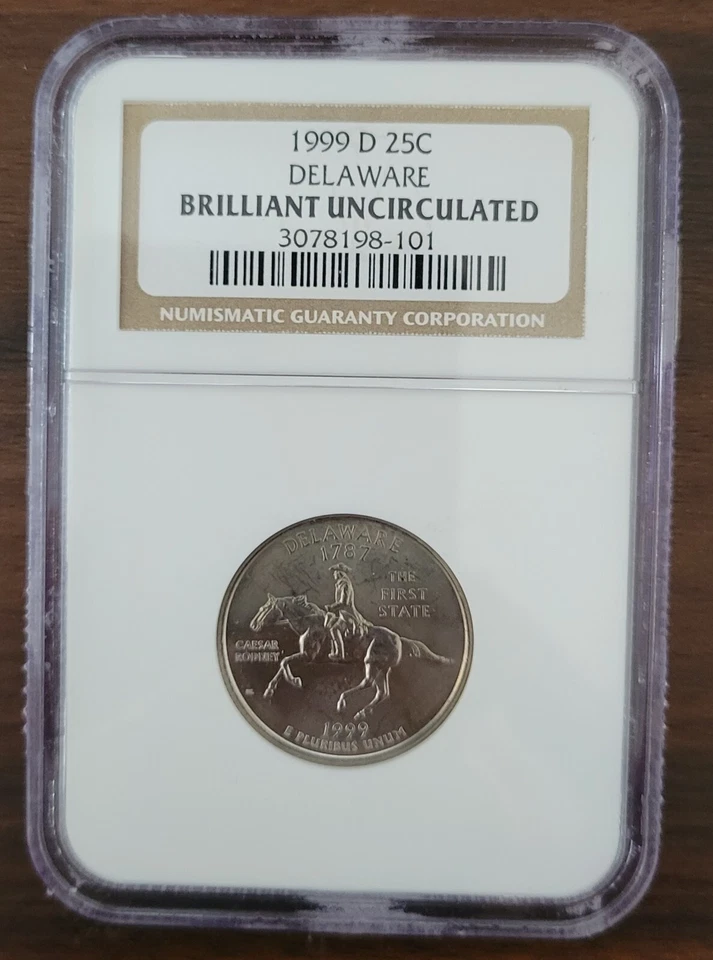 1999 D 25C
DELAWARE
BRILLIANT UNCIRCULATED
3078198-101
NUMISMATIC GUARANTY CORPORATION
DELAWARE
1787
THE
FIRST
STATE
CAESAR
RODNEY
1999
E PLURIBUS UNUM